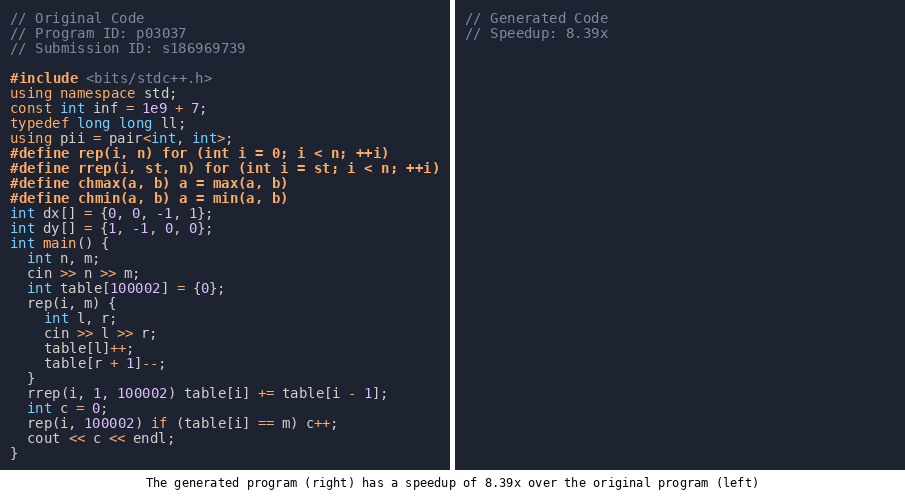 // Original Code
// Program ID: p03037
// Submission ID: s186969739
#include <bits/stdc++.h>
using namespace std;
const int inf = 1e9 + 7;
typedef long long ll;
using pii = pair<int, int>;
#define rep(i, n) for (int i = 0; i < n; ++i)
#define rrep(i, st, n) for (int i = st; i < n; ++i)
#define chmax(a, b) a = max(a, b)
#define chmin(a, b) a = min(a, b)
int dx[] = {0, 0, -1, 1};
int dy[] = {1, -1, 0, 0};
int main() {
  int n, m;
  cin >> n >> m;
  int table[100002] = {0};
  rep(i, m) {
    int l, r;
    cin >> l >> r;
    table[l]++;
    table[r + 1]--;
  }
  rrep(i, 1, 100002) table[i] += table[i - 1];
  int c = 0;
  rep(i, 100002) if (table[i] == m) c++;
  cout << c << endl;
}
// Generated Code
// Speedup: 8.39x
The generated program (right) has a speedup of 8.39x over the original program (left)